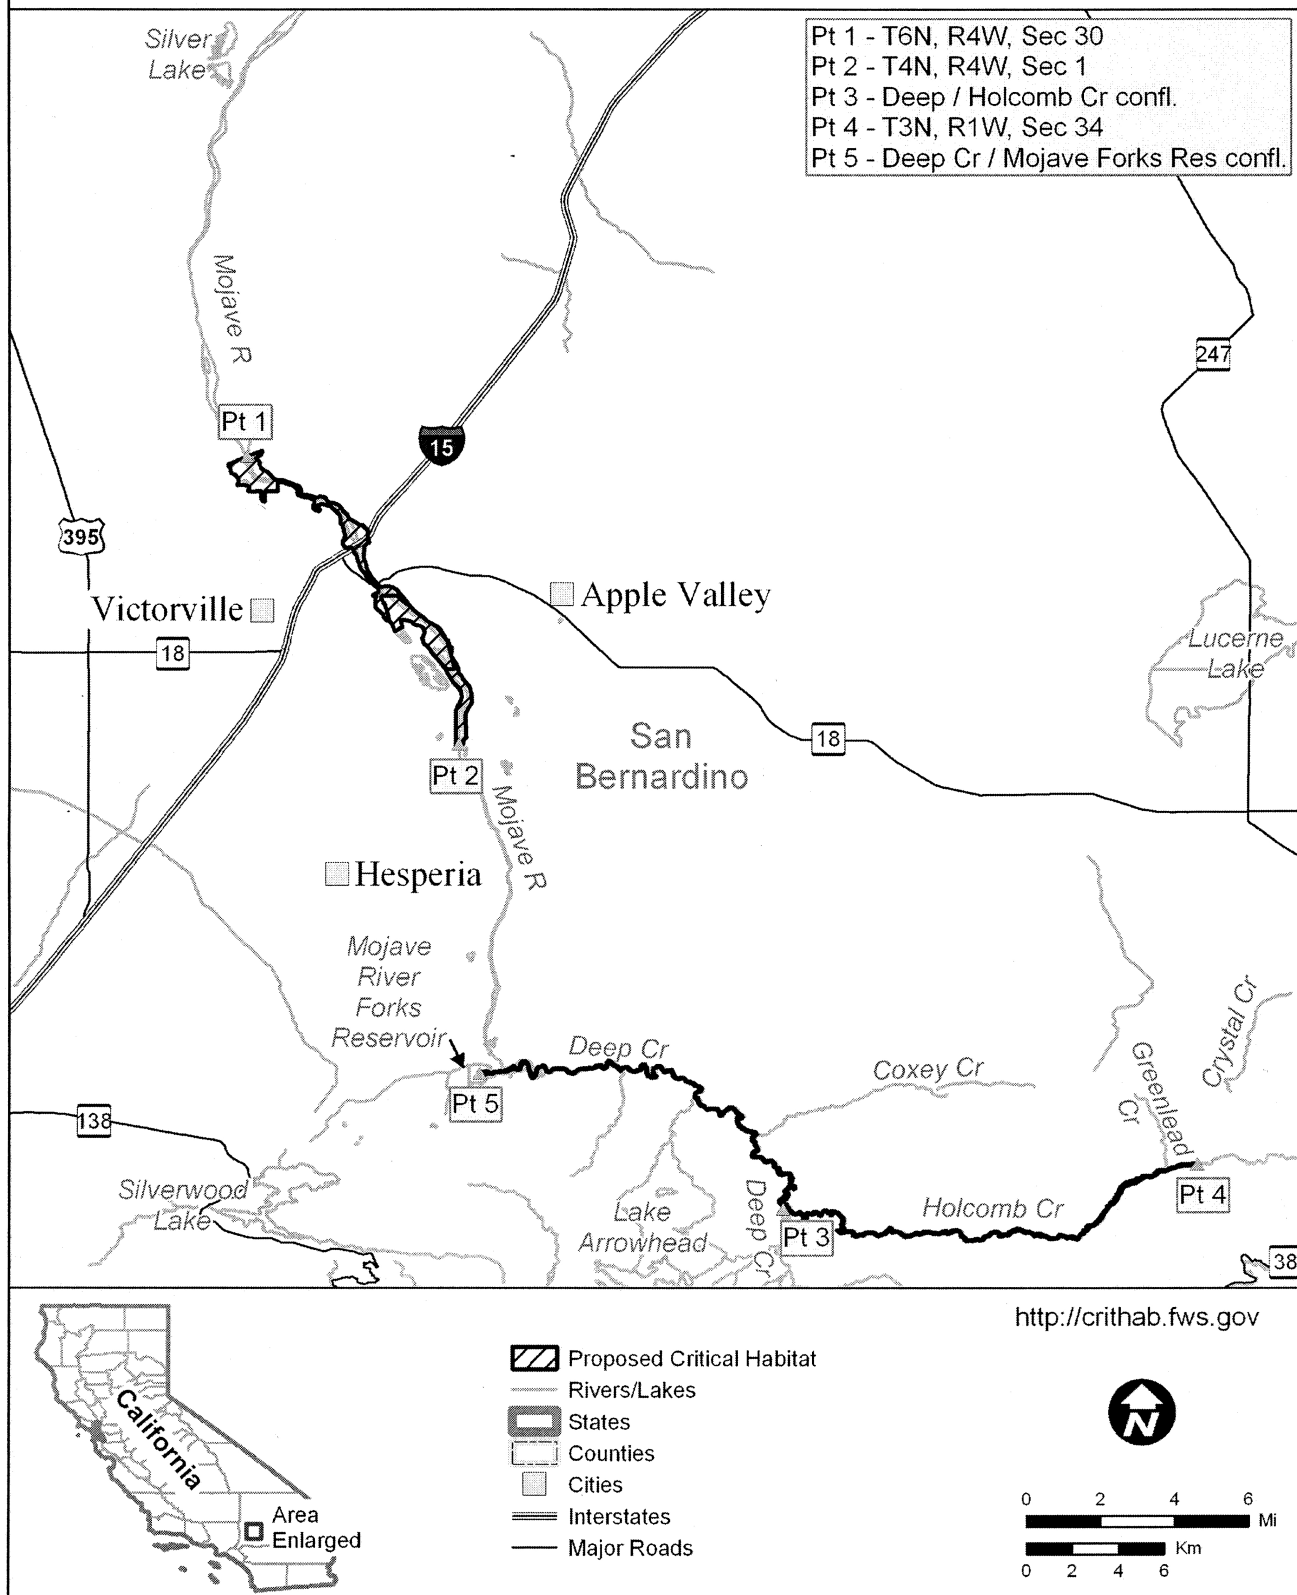 Silver
Lake
Pt 1 - T6N, R4W, Sec 30
Pt 2 - T4N, R4W, Sec 1
Pt 3 - Deep / Holcomb Cr confl.
Pt 4 - T3N, R1W, Sec 34
Pt 5 - Deep Cr / Mojave Forks Res confl.
Mojave R
247
Pt 1
15
395
Victorville
Apple Valley
18
Lucerne
Lake
San
Bernardino
18
Pt 2
Mojave R
Hesperia
Mojave
River
Forks
Reservoir
Deep Cr
Coxey Cr
Greenlead
Cr
Crystal Cr
Pt 5
138
Silverwood
Lake
Lake
Arrowhead
Deep Cr
Pt 3
Holcomb Cr
Pt 4
38
California
Area
Enlarged
Proposed Critical Habitat
Rivers/Lakes
States
Counties
Cities
Interstates
Major Roads
http://crithab.fws.gov
N
0 2 4 6
Mi
Km
0 2 4 6